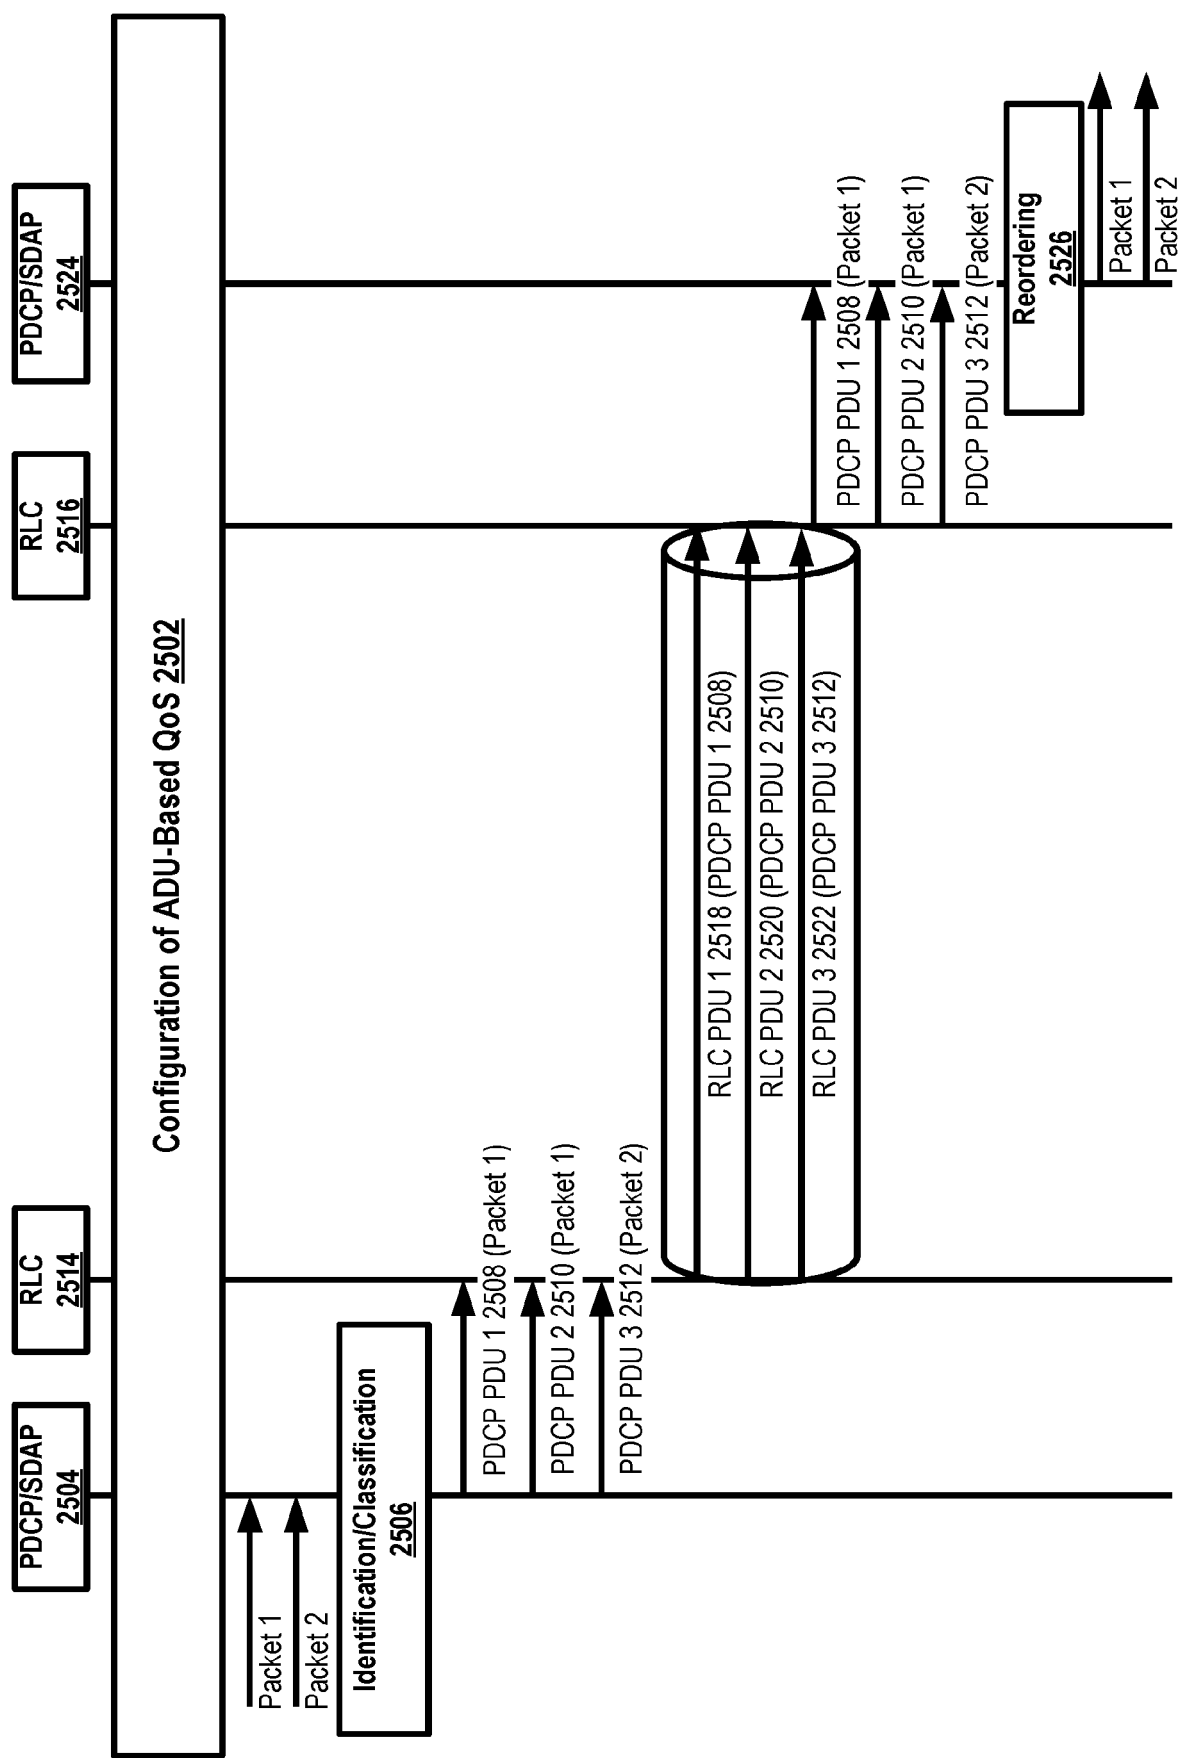 PDCP/SDAP
2504
RLC
2514
RLC
2516
PDCP/SDAP
2524
Configuration of ADU-Based QoS 2502
Packet 1
Packet 2
Identification/Classification
2506
PDCP PDU 1 2508 (Packet 1)
PDCP PDU 2 2510 (Packet 1)
PDCP PDU 3 2512 (Packet 2)
RLC PDU 1 2518 (PDCP PDU 1 2508)
RLC PDU 2 2520 (PDCP PDU 2 2510)
RLC PDU 3 2522 (PDCP PDU 3 2512)
PDCP PDU 1 2508 (Packet 1)
PDCP PDU 2 2510 (Packet 1)
PDCP PDU 3 2512 (Packet 2)
Reordering
2526
Packet 1
Packet 2